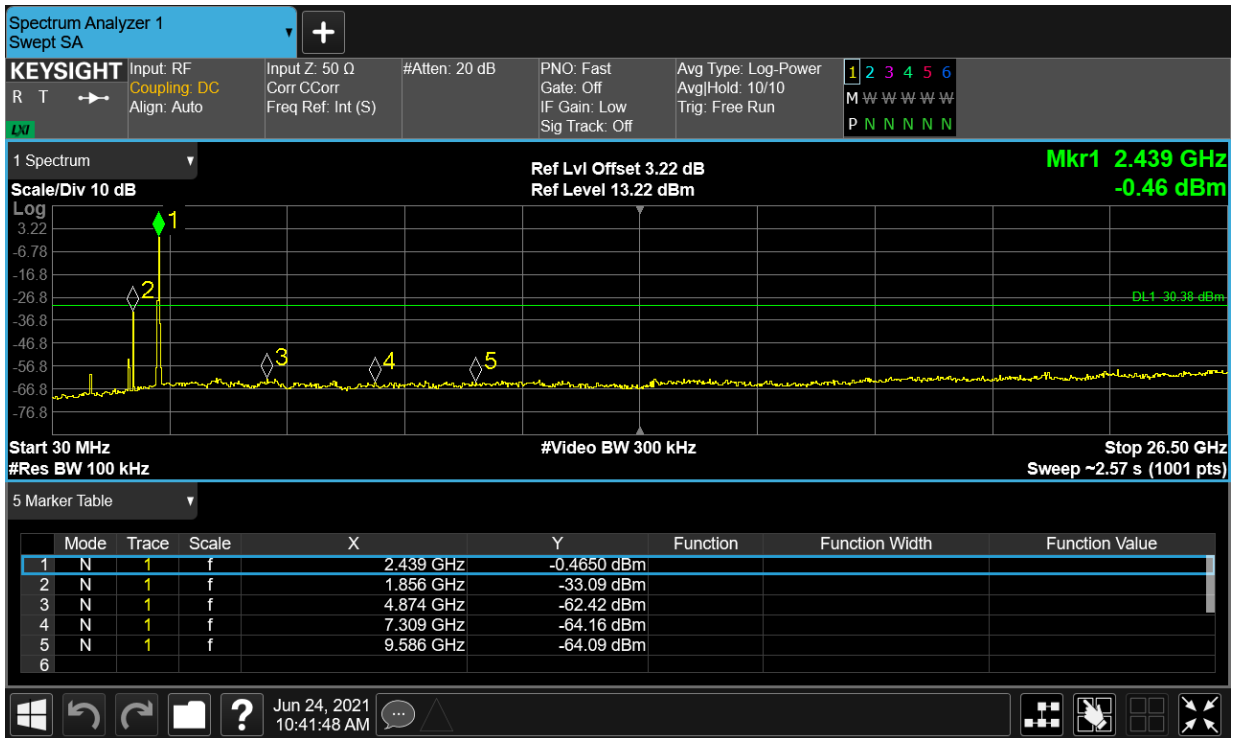 Spectrum Analyzer 1
Swept SA
KEYSIGHT
R T
LXI
Input: RF
Coupling: DC
Align: Auto
Input Z: 50 Ω
Corr CCorr
Freq Ref: Int (S)
#Atten: 20 dB
PNO: Fast
Gate: Off
IF Gain: Low
Sig Track: Off
Avg Type: Log-Power
Avg|Hold: 10/10
Trig: Free Run
1 2 3 4 5 6
M W W W W W
P N N N N N
1 Spectrum
Scale/Div 10 dB
Ref Lvl Offset 3.22 dB
Ref Level 13.22 dBm
Mkr1 2.439 GHz
-0.46 dBm
Log
3.22
-6.78
-16.8
-26.8
-36.8
-46.8
-56.8
-66.8
-76.8
1
2
3
4
5
DL1 -30.38 dBm
Start 30 MHz
#Video BW 300 kHz
Stop 26.50 GHz
#Res BW 100 kHz
Sweep ~2.57 s (1001 pts)
5 Marker Table
Mode Trace Scale X Y Function Function Width Function Value
1 N 1 f 2.439 GHz -0.4650 dBm
2 N 1 f 1.856 GHz -33.09 dBm
3 N 1 f 4.874 GHz -62.42 dBm
4 N 1 f 7.309 GHz -64.16 dBm
5 N 1 f 9.586 GHz -64.09 dBm
6
?
Jun 24, 2021
10:41:48 AM